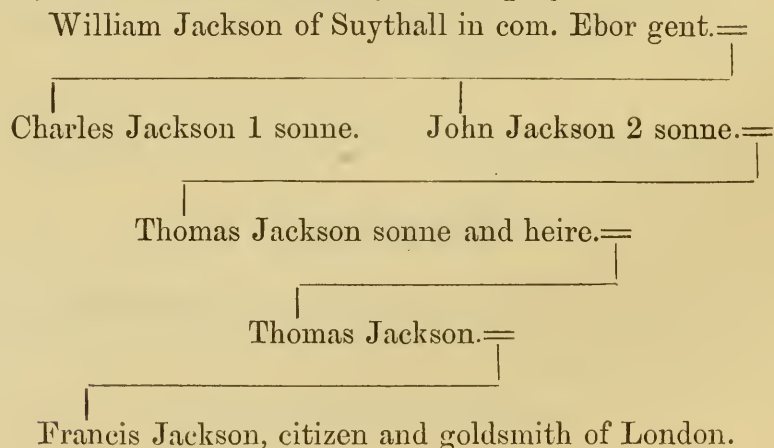 William Jackson of Suythall in com. Ebor gent.
Charles Jackson 1 sonne. John Jackson 2 sonne.
Thomas Jackson sonne and heire.
Thomas Jackson.
Francis Jackson, citizen and goldsmith of London.